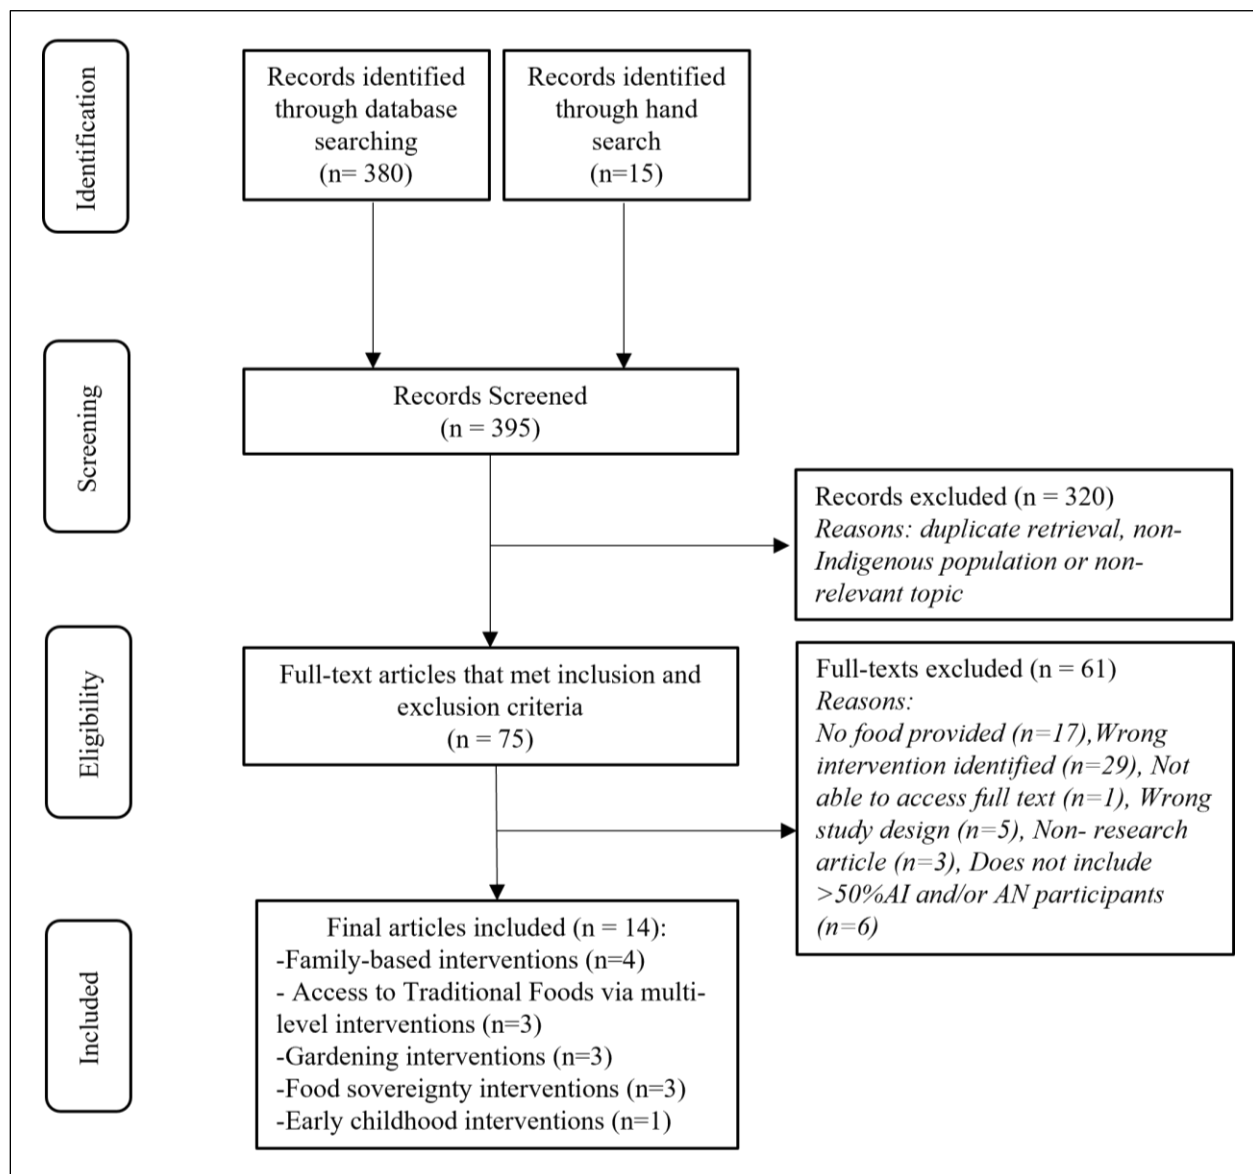 Identification
Records identified
through database
searching
(n= 380)
Records identified
through hand
search
(n=15)
Screening
Records Screened
(n = 395)
Records excluded (n = 320)
Reasons: duplicate retrieval, non-
Indigenous population or non-
relevant topic
Eligibility
Full-text articles that met inclusion and
exclusion criteria
(n = 75)
Full-texts excluded (n = 61)
Reasons:
No food provided (n=17),Wrong
intervention identified (n=29), Not
able to access full text (n=1), Wrong
study design (n=5), Non- research
article (n=3), Does not include
>50%AI and/or AN participants
(n=6)
Included
Final articles included (n = 14):
-Family-based interventions (n=4)
- Access to Traditional Foods via multi-
level interventions (n=3)
-Gardening interventions (n=3)
-Food sovereignty interventions (n=3)
-Early childhood interventions (n=1)